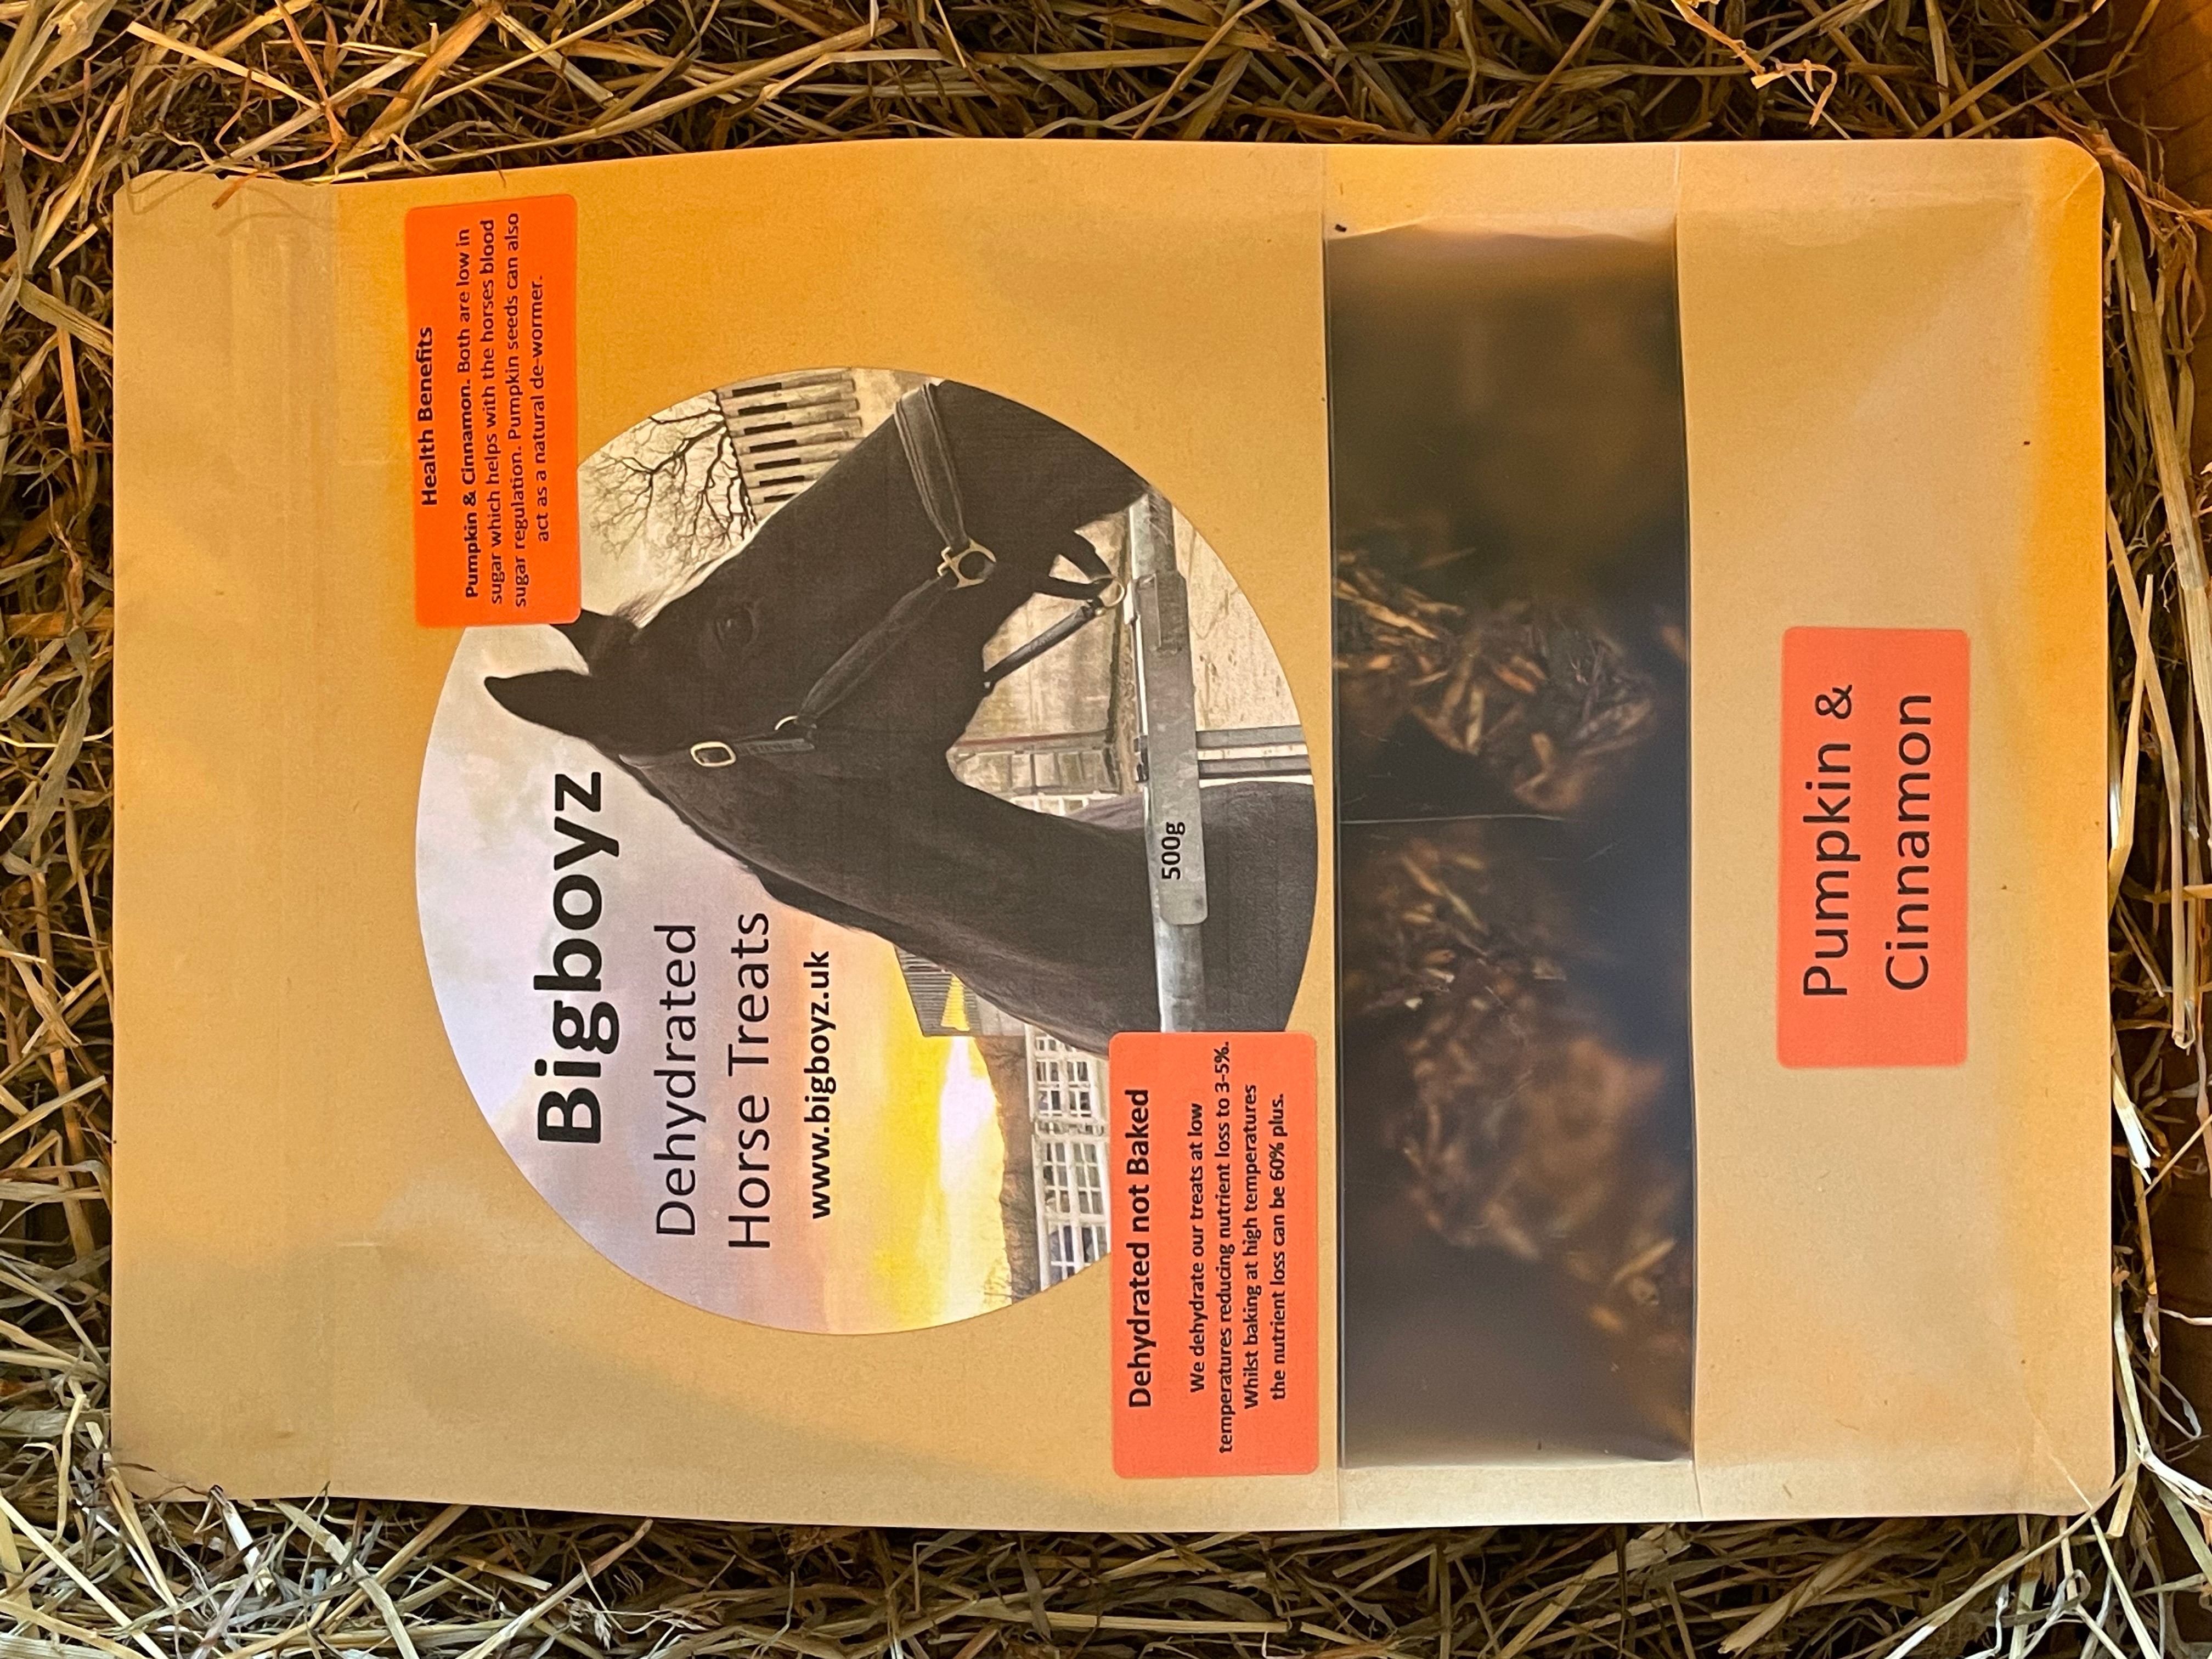 Health Benefits
Pumpkin & Cinnamon. Both are low in
sugar which helps with the horses blood
sugar regulation. Pumpkin seeds can also
act as a natural de-wormer.
Bigboyz
Dehydrated
Horse Treats
www.bigboyz.uk
500g
Dehydrated not Baked
We dehydrate our treats at low
temperatures reducing nutrient loss to 3-5%.
Whilst baking at high temperatures
the nutrient loss can be 60% plus.
Pumpkin &
Cinnamon